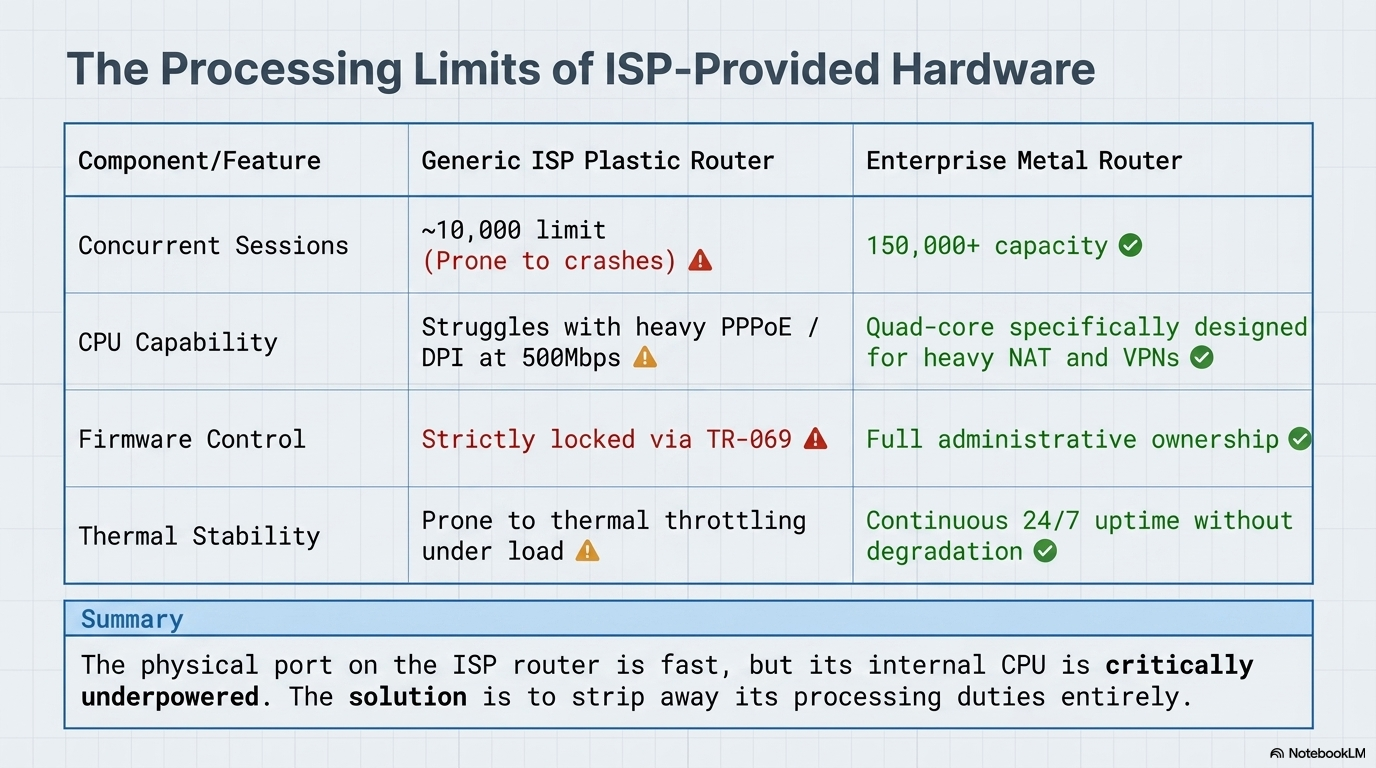 The Processing Limits of ISP-Provided Hardware
Component/Feature
Generic ISP Plastic Router
Enterprise Metal Router
Concurrent Sessions
~10,000 limit
(Prone to crashes)
150,000+ capacity
CPU Capability
Struggles with heavy PPPoE /
DPI at 500Mbps
Quad-core specifically designed
for heavy NAT and VPNs
Firmware Control
Strictly locked via TR-069
Full administrative ownership
Thermal Stability
Prone to thermal throttling
under load
Continuous 24/7 uptime without
degradation
Summary
The physical port on the ISP router is fast, but its internal CPU is critically
underpowered. The solution is to strip away its processing duties entirely.
NotebookLM